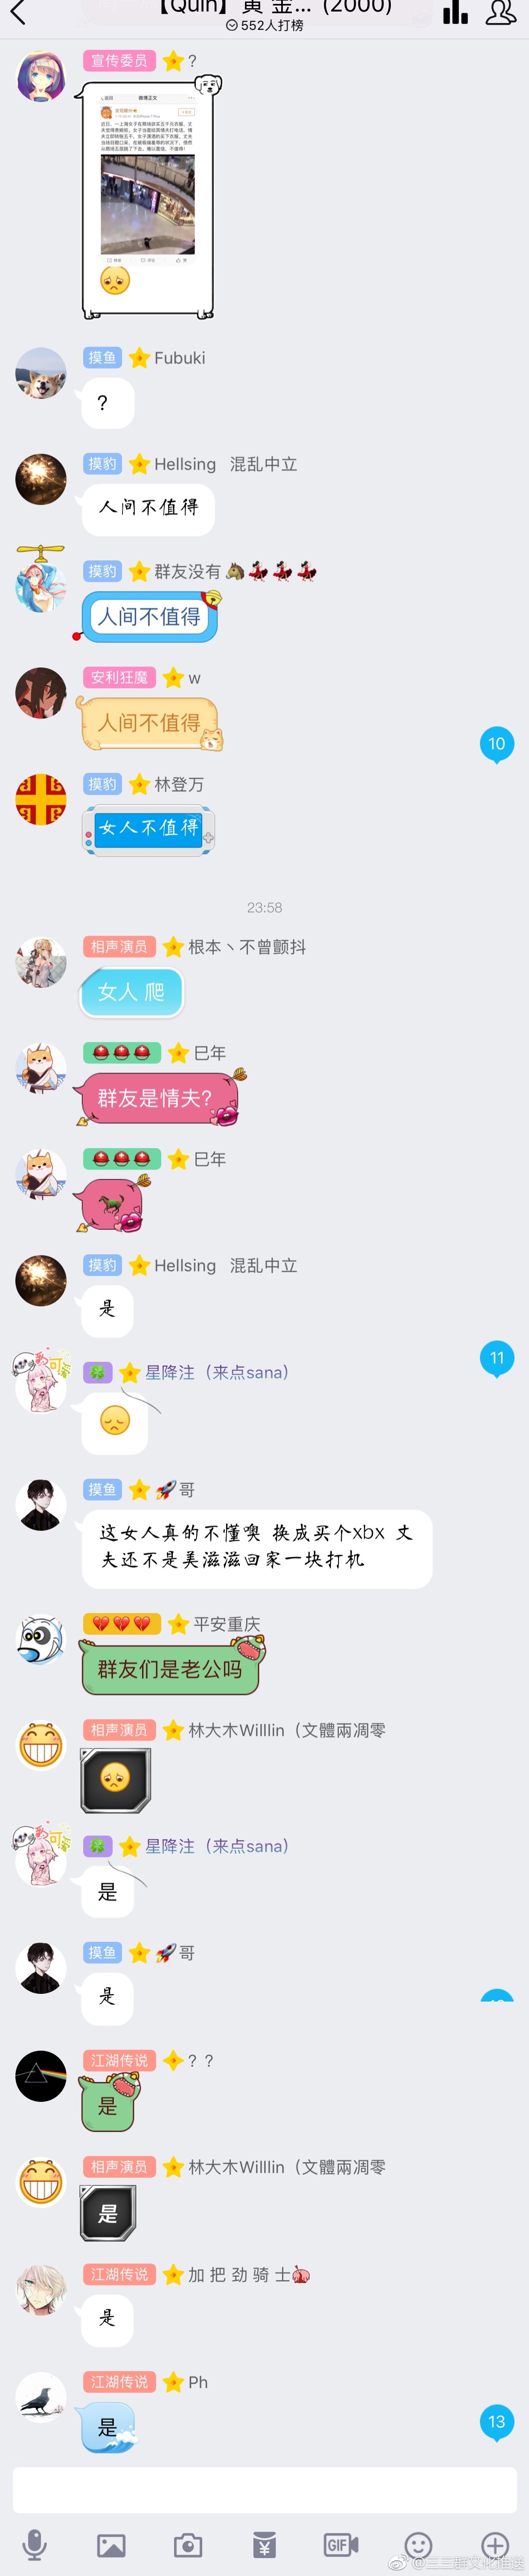 【Quin】黄 金... (2000)
552人打榜
宣传委员 ?
微博正文
人间不值得
摸鱼 Fubuki
?
摸豹 Hellsing 混乱中立
人间不值得
摸豹 群友没有
人间不值得
安利狂魔 w
人间不值得
10
摸豹 林登万
女人不值得
23:58
相声演员 根本丶不曾颤抖
女人 爬
巳年
群友是情夫?
巳年
摸豹 Hellsing 混乱中立
是
11
星降注（来点sana）
摸鱼 哥
这女人真的不懂噢 换成买个xbx 丈
夫还不是美滋滋回家一块打机
平安重庆
群友们是老公吗
相声演员 林大木Willlin（文體兩凋零
星降注（来点sana）
是
摸鱼 哥
是
江湖传说 ？？
是
相声演员 林大木Willlin（文體兩凋零
是
江湖传说 加 把 劲 骑 士
是
江湖传说 Ph
是
13
GIF